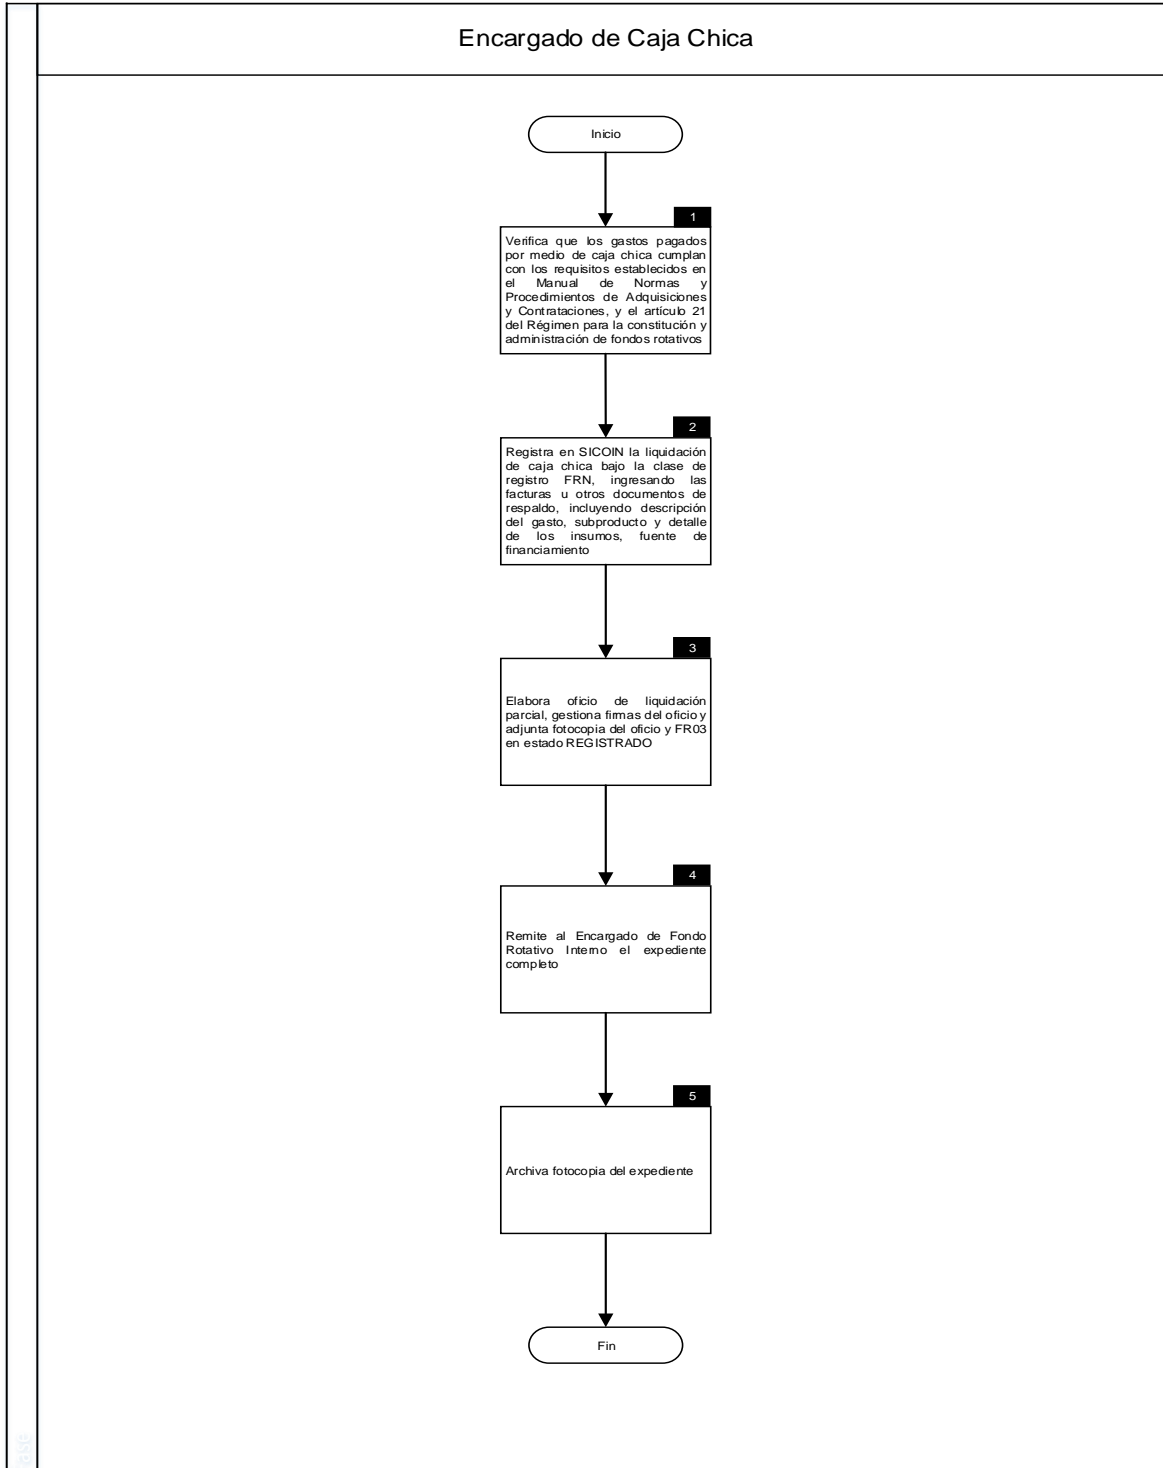 Encargado de Caja Chica
Inicio
1
Verifica que los gastos pagados
por medio de caja chica cumplan
con los requisitos establecidos en
el Manual de Normas y
Procedimientos de Adquisiciones
y Contrataciones, y el artículo 21
del Régimen para la constitución y
administración de fondos rotativos
2
Registra en SICOIN la liquidación
de caja chica bajo la clase de
registro FRN, ingresando las
facturas u otros documentos de
respaldo, incluyendo descripción
del gasto, subproducto y detalle
de los insumos, fuente de
financiamiento
3
Elabora oficio de liquidación
parcial, gestiona firmas del oficio y
adjunta fotocopia del oficio y FR03
en estado REGISTRADO
4
Remite al Encargado de Fondo
Rotativo Interno el expediente
completo
5
Archiva fotocopia del expediente
Fin